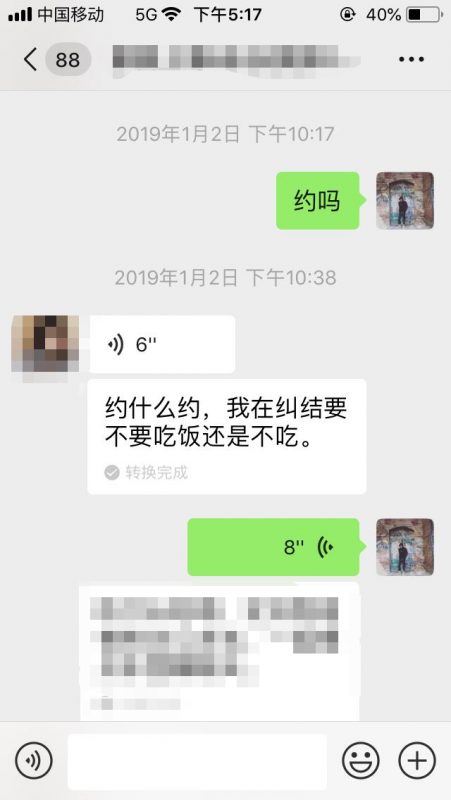 中国移动 5G 下午5:17 40%
88
2019年1月2日 下午10:17
约吗
2019年1月2日 下午10:38
6''
约什么约，我在纠结要
不要吃饭还是不吃。
转换完成
8''